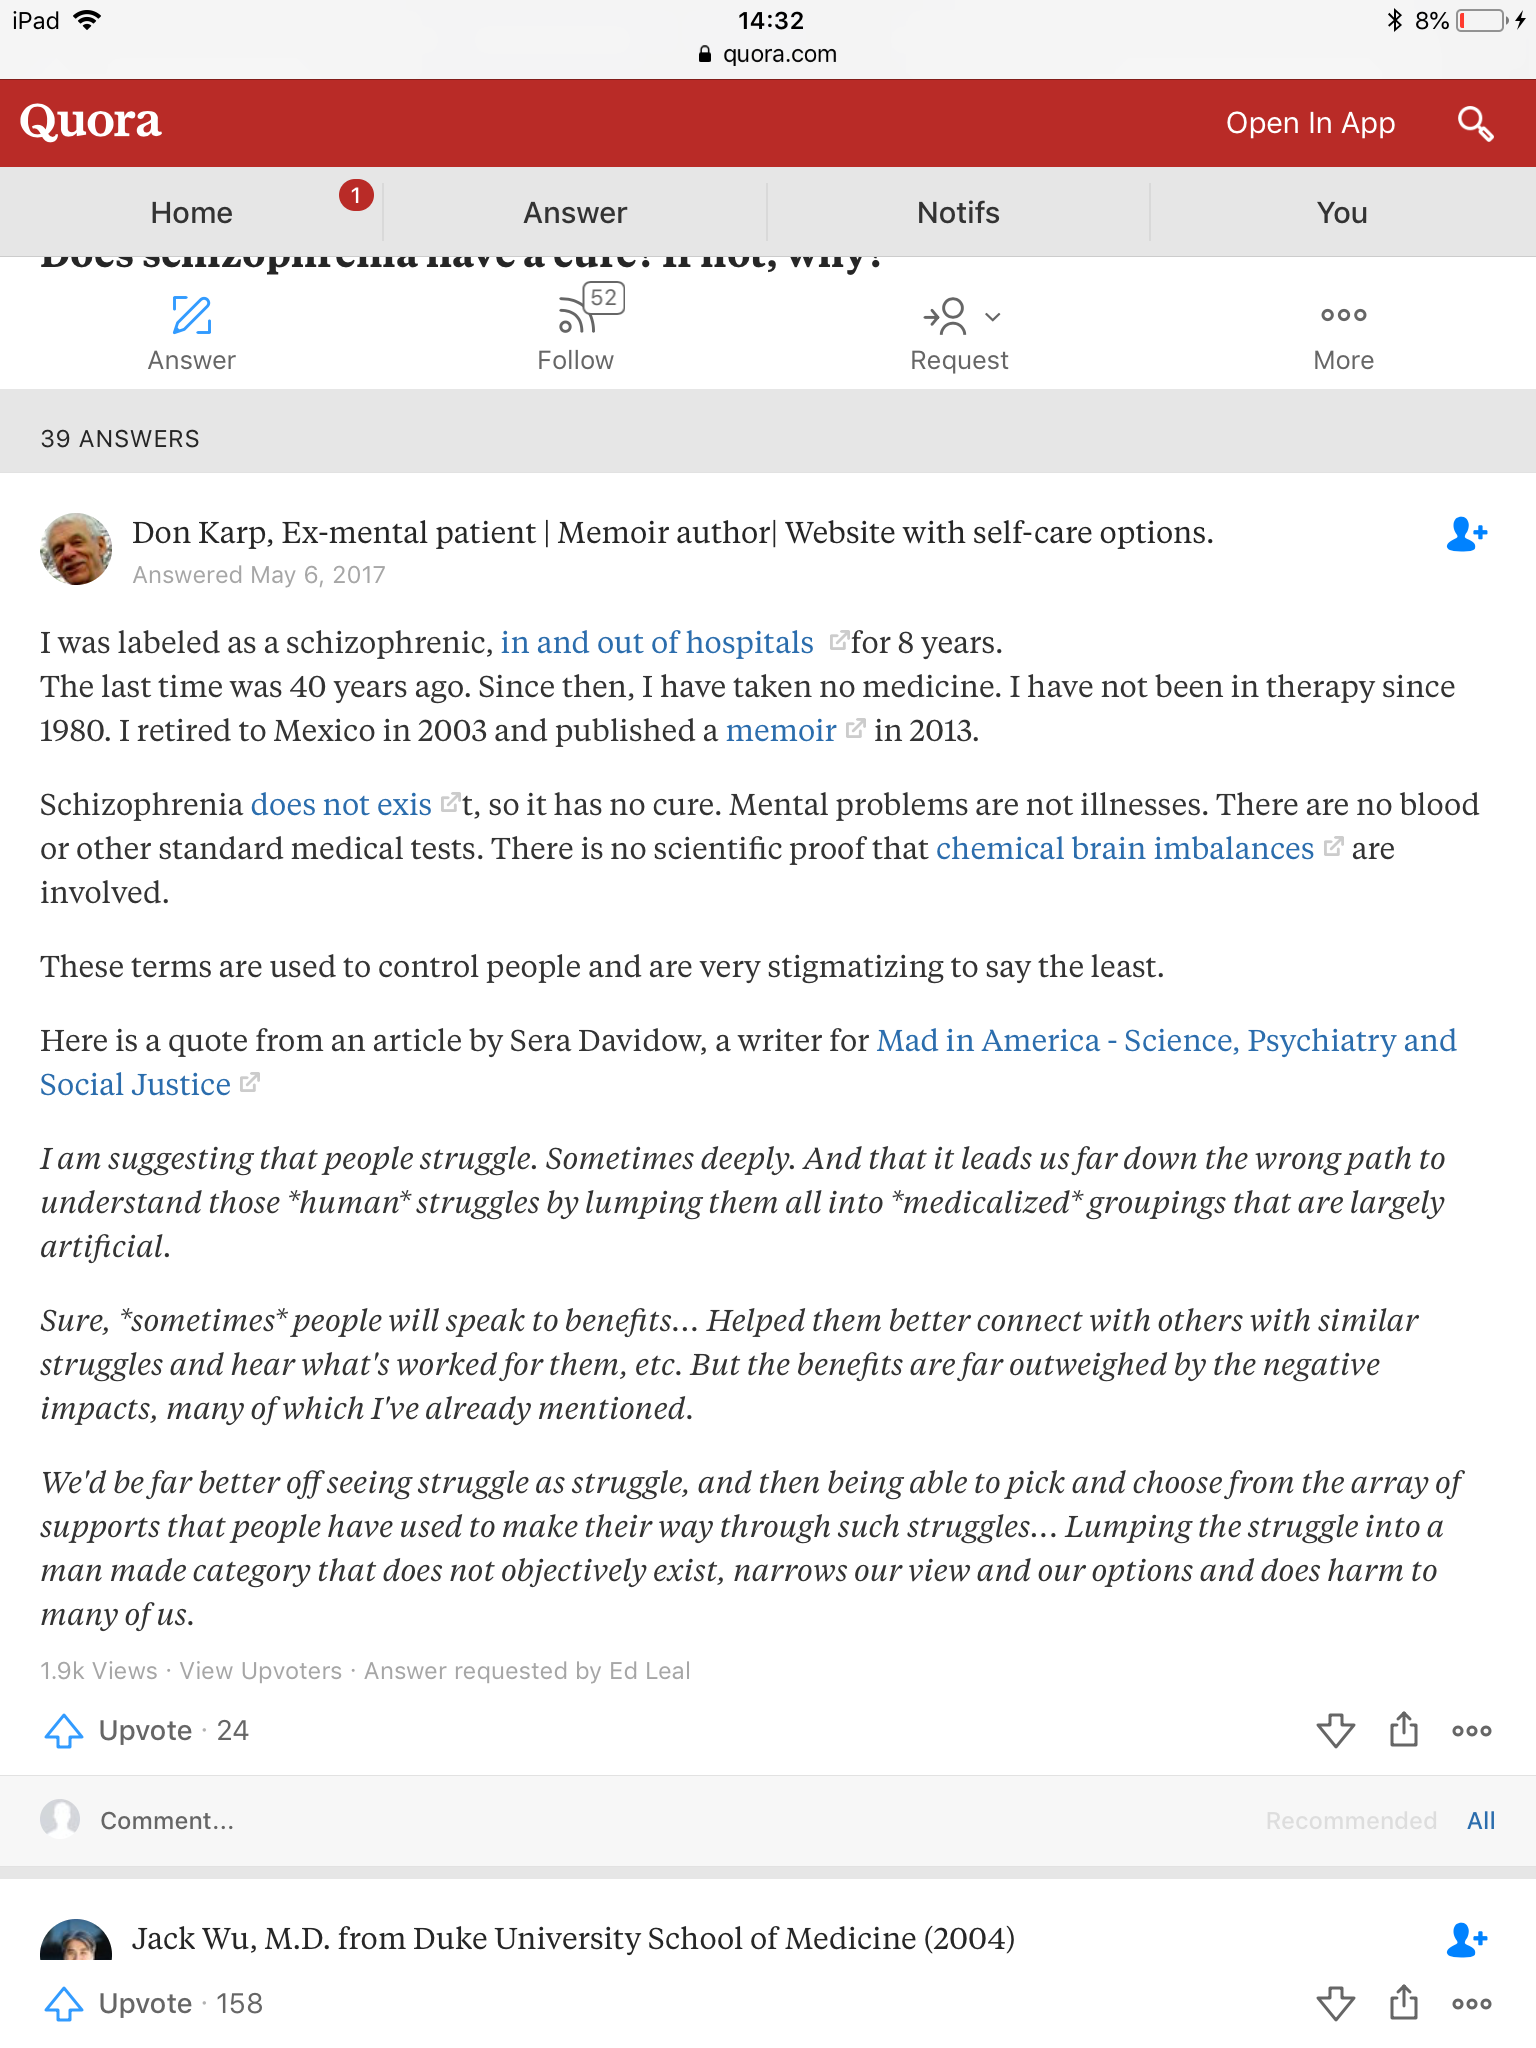 iPad 14:32 8%
quora.com
Quora Open In App
Home 1 Answer Notifs You
Does schizophrenia have a cure? If not, why?
52
Answer Follow Request More
39 ANSWERS
Don Karp, Ex-mental patient | Memoir author| Website with self-care options.
Answered May 6, 2017
I was labeled as a schizophrenic, in and out of hospitals for 8 years.
The last time was 40 years ago. Since then, I have taken no medicine. I have not been in therapy since
1980. I retired to Mexico in 2003 and published a memoir in 2013.
Schizophrenia does not exis t, so it has no cure. Mental problems are not illnesses. There are no blood
or other standard medical tests. There is no scientific proof that chemical brain imbalances are
involved.
These terms are used to control people and are very stigmatizing to say the least.
Here is a quote from an article by Sera Davidow, a writer for Mad in America - Science, Psychiatry and
Social Justice
I am suggesting that people struggle. Sometimes deeply. And that it leads us far down the wrong path to
understand those *human* struggles by lumping them all into *medicalized* groupings that are largely
artificial.
Sure, *sometimes* people will speak to benefits... Helped them better connect with others with similar
struggles and hear what's worked for them, etc. But the benefits are far outweighed by the negative
impacts, many of which I've already mentioned.
We'd be far better off seeing struggle as struggle, and then being able to pick and choose from the array of
supports that people have used to make their way through such struggles... Lumping the struggle into a
man made category that does not objectively exist, narrows our view and our options and does harm to
many of us.
1.9k Views · View Upvoters · Answer requested by Ed Leal
Upvote · 24
Comment... Recommended All
Jack Wu, M.D. from Duke University School of Medicine (2004)
Upvote · 158